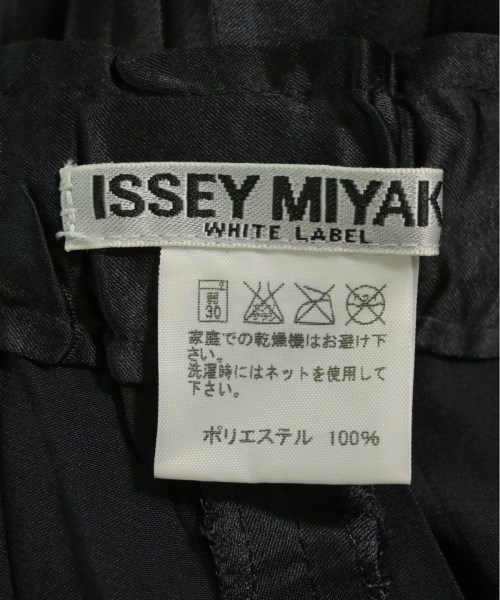 ISSEY MIYAK
WHITE LABEL
弱
30
家庭での乾燥機はお避け下
さい。
洗濯時にはネットを使用して
下さい。
ポリエステル 100%